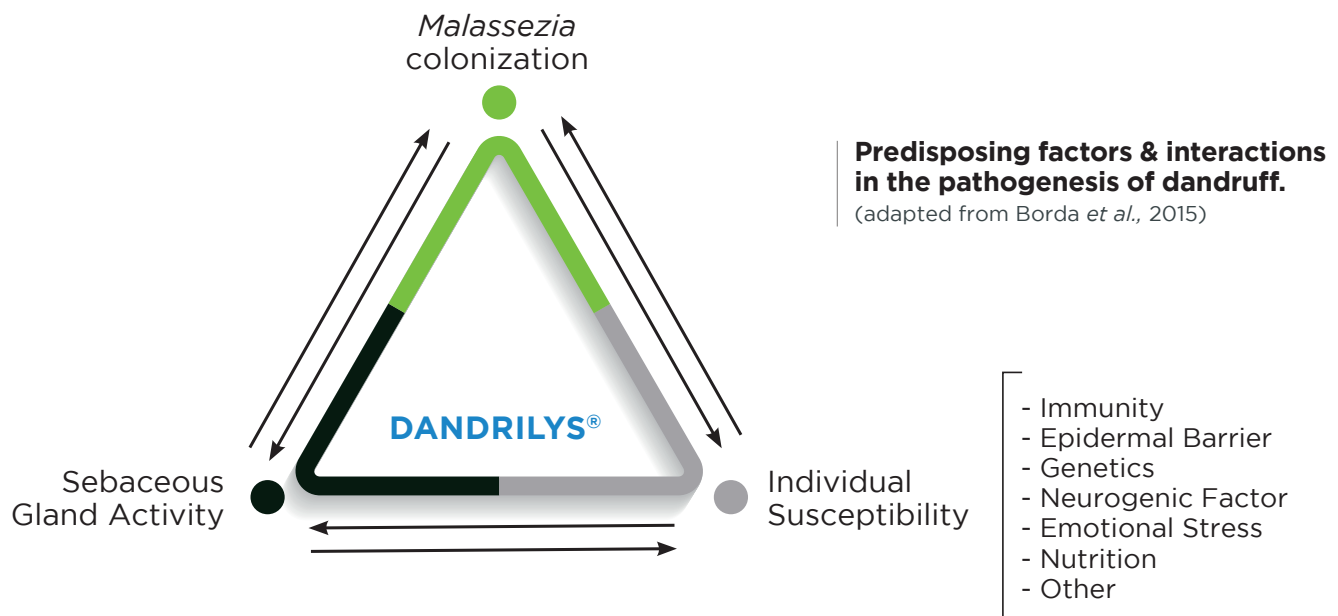 Malassezia
colonization
Predisposing factors & interactions
in the pathogenesis of dandruff.
(adapted from Borda et al., 2015)
DANDRILYS®
Sebaceous
Gland Activity
Individual
Susceptibility
- Immunity
- Epidermal Barrier
- Genetics
- Neurogenic Factor
- Emotional Stress
- Nutrition
- Other